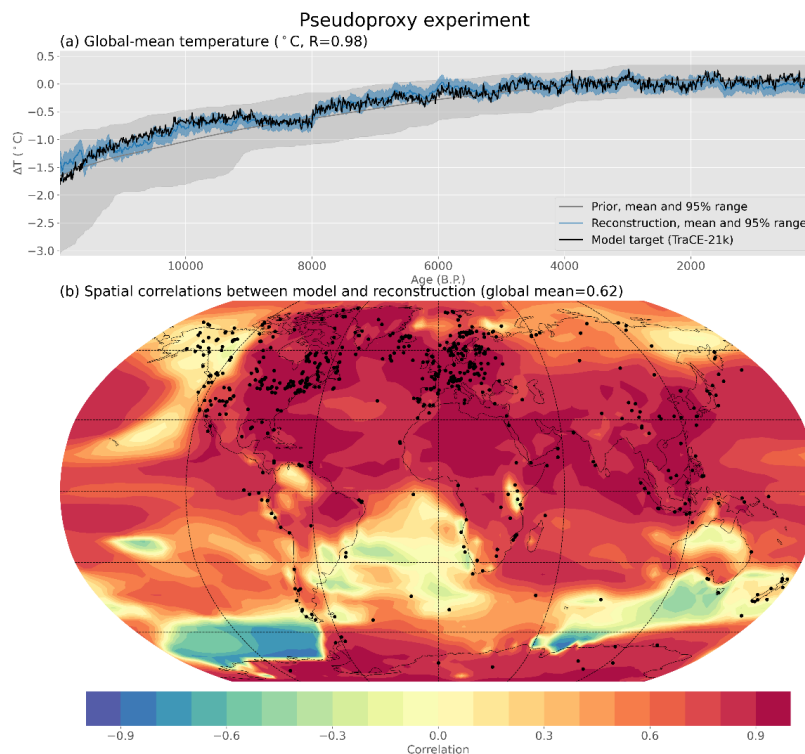 Pseudoproxy experiment
(a) Global-mean temperature (°C, R=0.98)
0.5
0.0
−0.5
−1.0
−1.5
−2.0
−2.5
−3.0
ΔT (°C)
Prior, mean and 95% range
Reconstruction, mean and 95% range
Model target (TraCE-21k)
10000 8000 6000 4000 2000
Age (B.P.)
(b) Spatial correlations between model and reconstruction (global mean=0.62)
−0.9 −0.6 −0.3 0.0 0.3 0.6 0.9
Correlation